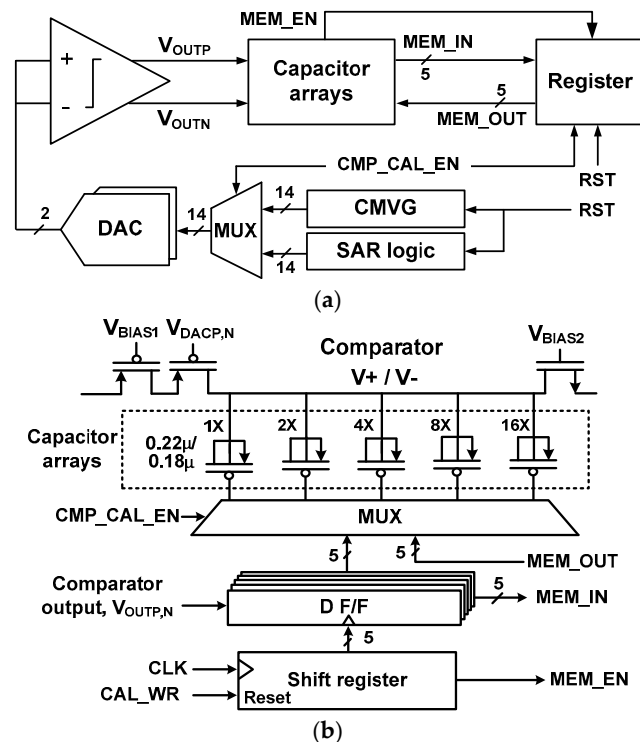 MEM_EN
V_OUTP
MEM_IN
5
Capacitor
arrays
Register
5
V_OUTN
MEM_OUT
CMP_CAL_EN
RST
2
DAC
14
MUX
14
CMVG
RST
14
SAR logic
(a)
V_BIAS1
V_DACP,N
Comparator
V+ / V-
V_BIAS2
Capacitor
arrays
1X
2X
4X
8X
16X
0.22µ/
0.18µ
CMP_CAL_EN
MUX
5
5
MEM_OUT
Comparator
output, V_OUTP,N
D F/F
5
MEM_IN
5
CLK
CAL_WR
Reset
Shift register
MEM_EN
(b)